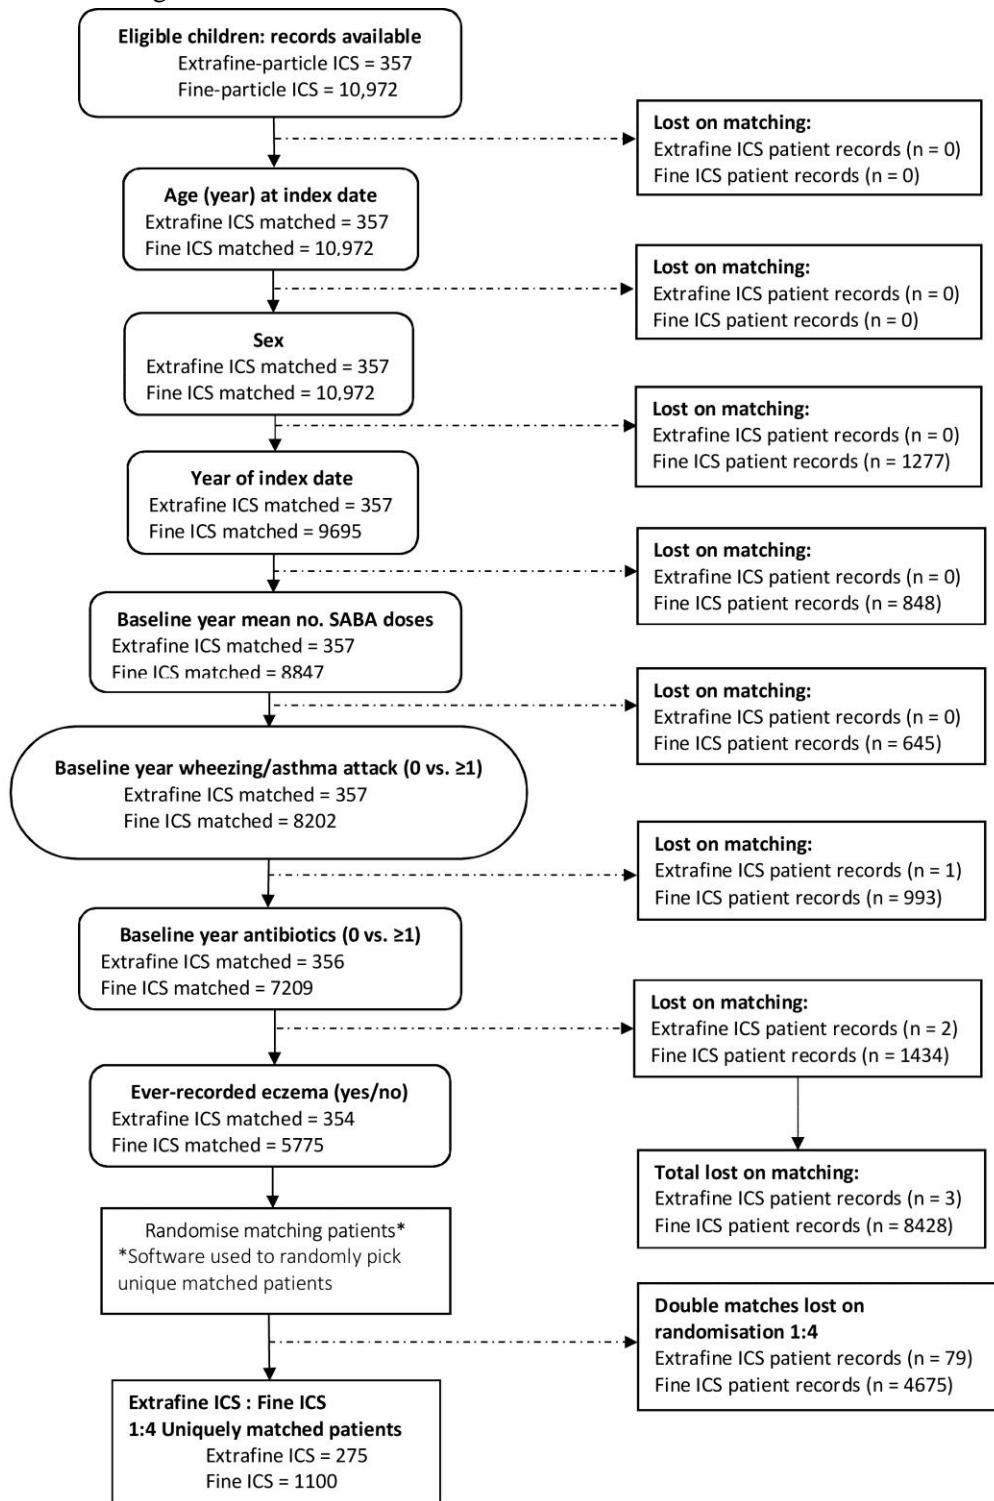 Eligible children: records available
Extrafine-particle ICS = 357
Fine-particle ICS = 10,972
Lost on matching:
Extrafine ICS patient records (n = 0)
Fine ICS patient records (n = 0)
Age (year) at index date
Extrafine ICS matched = 357
Fine ICS matched = 10,972
Lost on matching:
Extrafine ICS patient records (n = 0)
Fine ICS patient records (n = 0)
Sex
Extrafine ICS matched = 357
Fine ICS matched = 10,972
Lost on matching:
Extrafine ICS patient records (n = 0)
Fine ICS patient records (n = 1277)
Year of index date
Extrafine ICS matched = 357
Fine ICS matched = 9695
Lost on matching:
Extrafine ICS patient records (n = 0)
Fine ICS patient records (n = 848)
Baseline year mean no. SABA doses
Extrafine ICS matched = 357
Fine ICS matched = 8847
Lost on matching:
Extrafine ICS patient records (n = 0)
Fine ICS patient records (n = 645)
Baseline year wheezing/asthma attack (0 vs. ≥1)
Extrafine ICS matched = 357
Fine ICS matched = 8202
Lost on matching:
Extrafine ICS patient records (n = 1)
Fine ICS patient records (n = 993)
Baseline year antibiotics (0 vs. ≥1)
Extrafine ICS matched = 356
Fine ICS matched = 7209
Lost on matching:
Extrafine ICS patient records (n = 2)
Fine ICS patient records (n = 1434)
Ever-recorded eczema (yes/no)
Extrafine ICS matched = 354
Fine ICS matched = 5775
Total lost on matching:
Extrafine ICS patient records (n = 3)
Fine ICS patient records (n = 8428)
Randomise matching patients*
*Software used to randomly pick
unique matched patients
Double matches lost on
randomisation 1:4
Extrafine ICS patient records (n = 79)
Fine ICS patient records (n = 4675)
Extrafine ICS : Fine ICS
1:4 Uniquely matched patients
Extrafine ICS = 275
Fine ICS = 1100